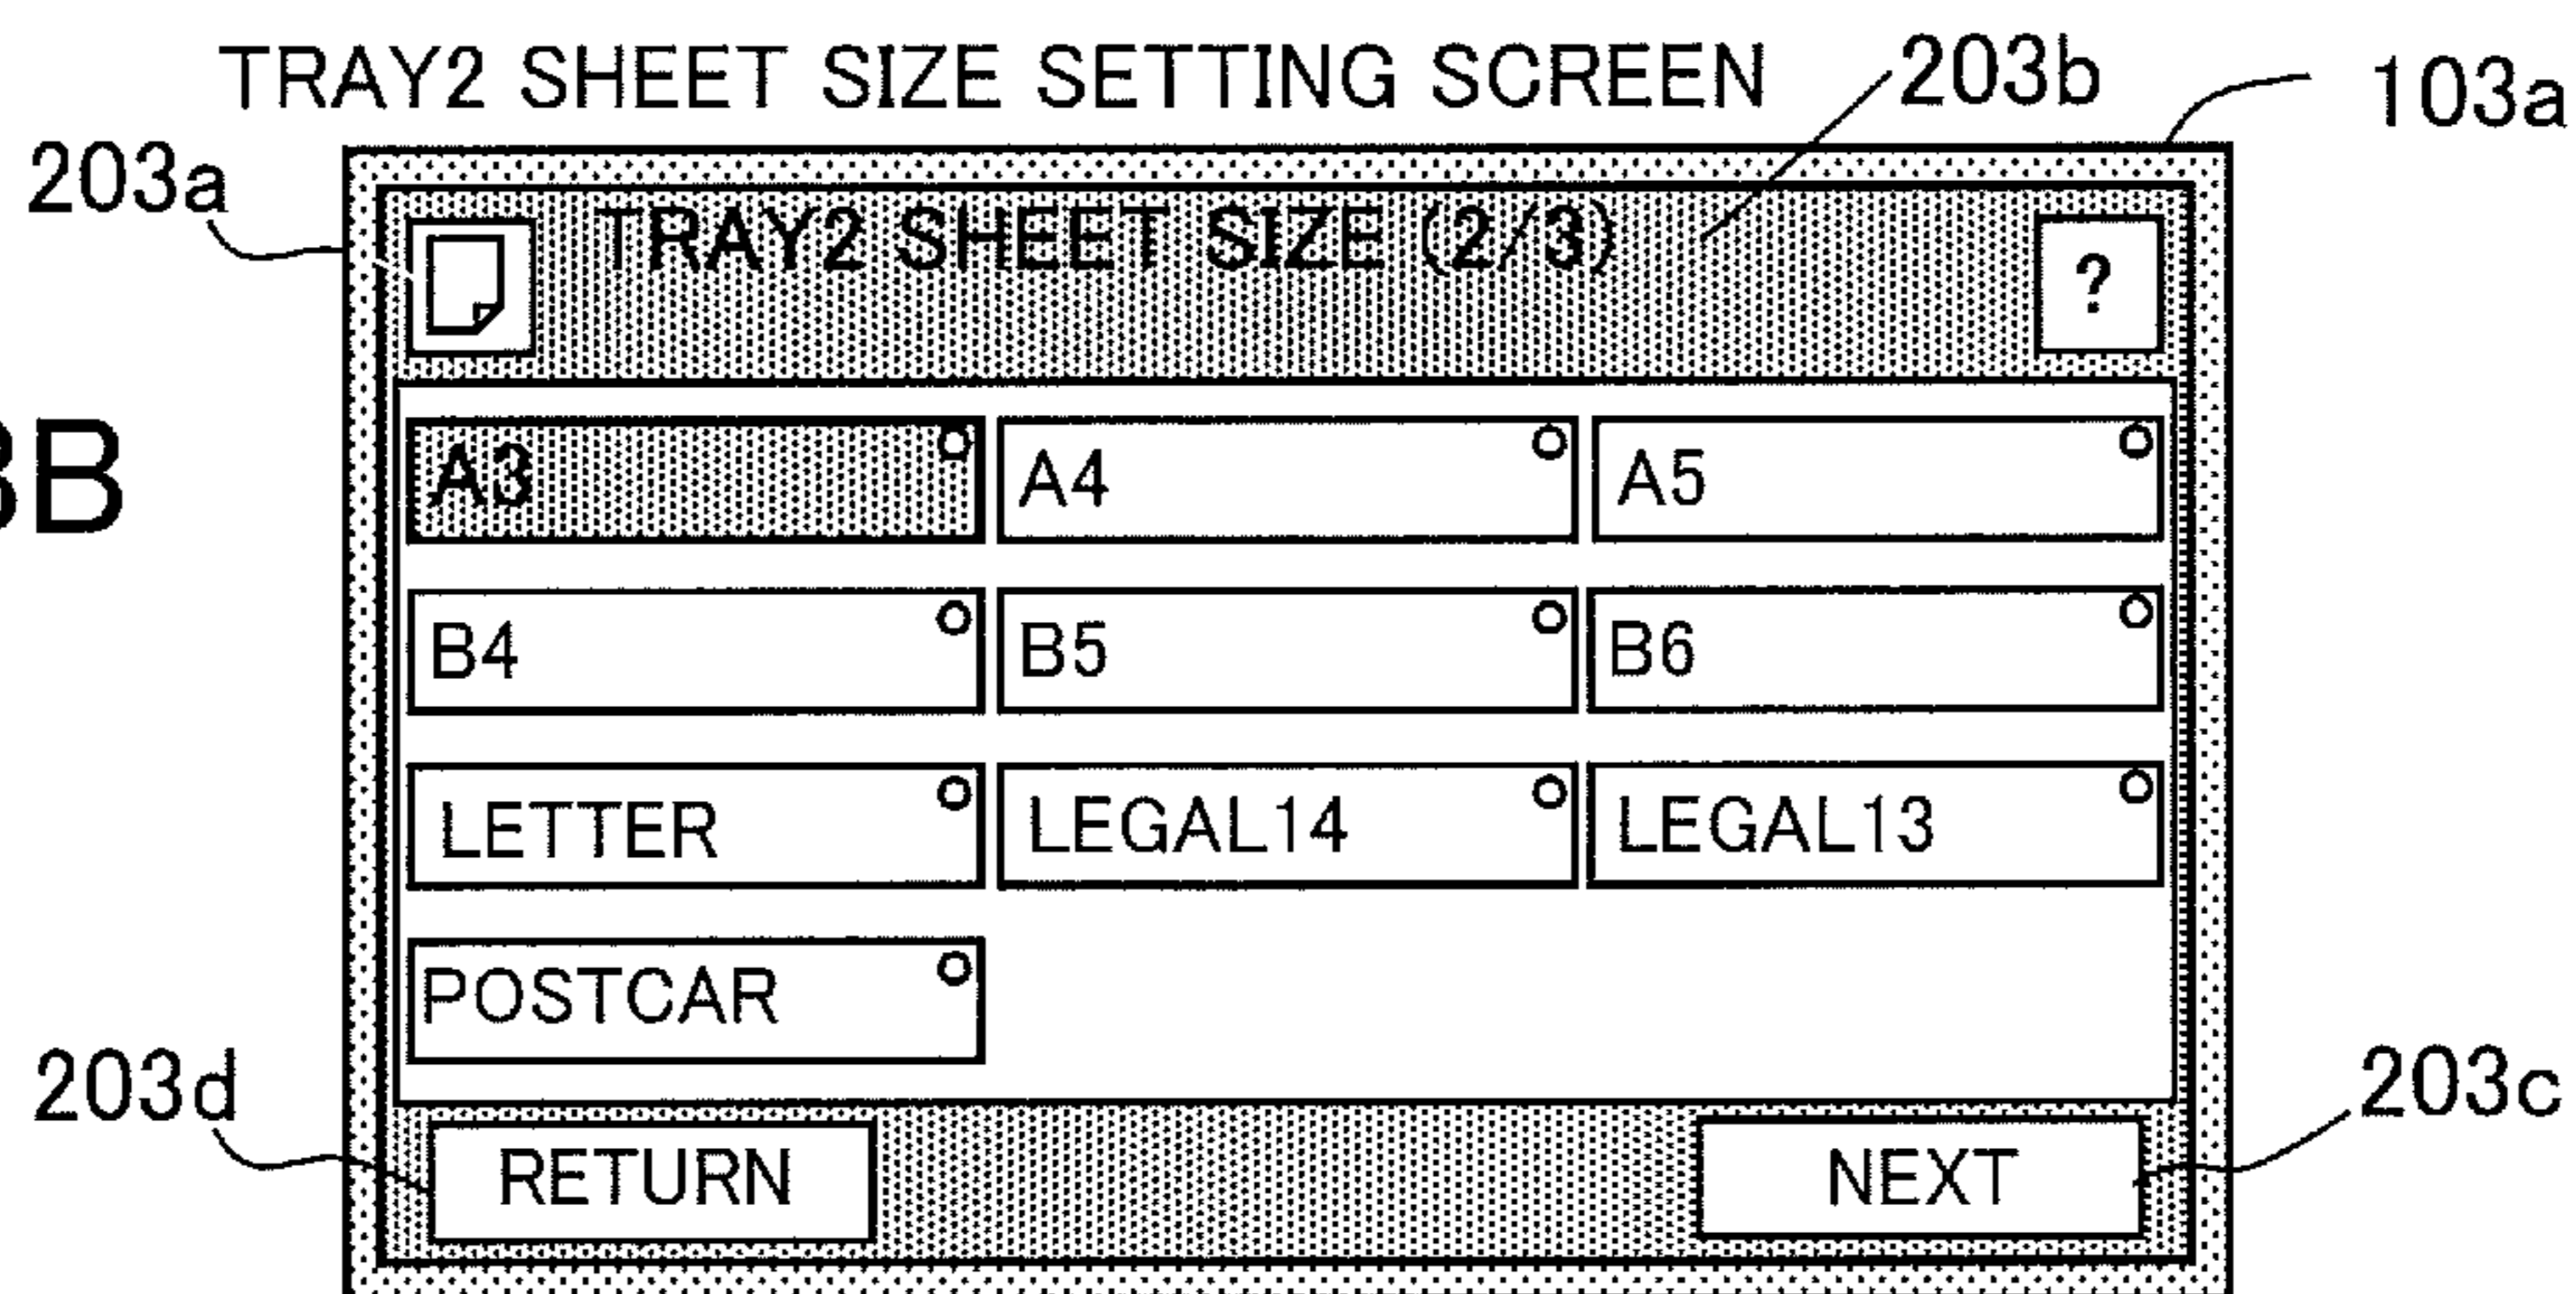 TRAY2 SHEET SIZE SETTING SCREEN
203b
103a
203a
TRAY2 SHEET SIZE (2/3)
?
3B
A3 A4 A5
B4 B5 B6
LETTER LEGAL14 LEGAL13
POSTCAR
203d
203c
RETURN NEXT